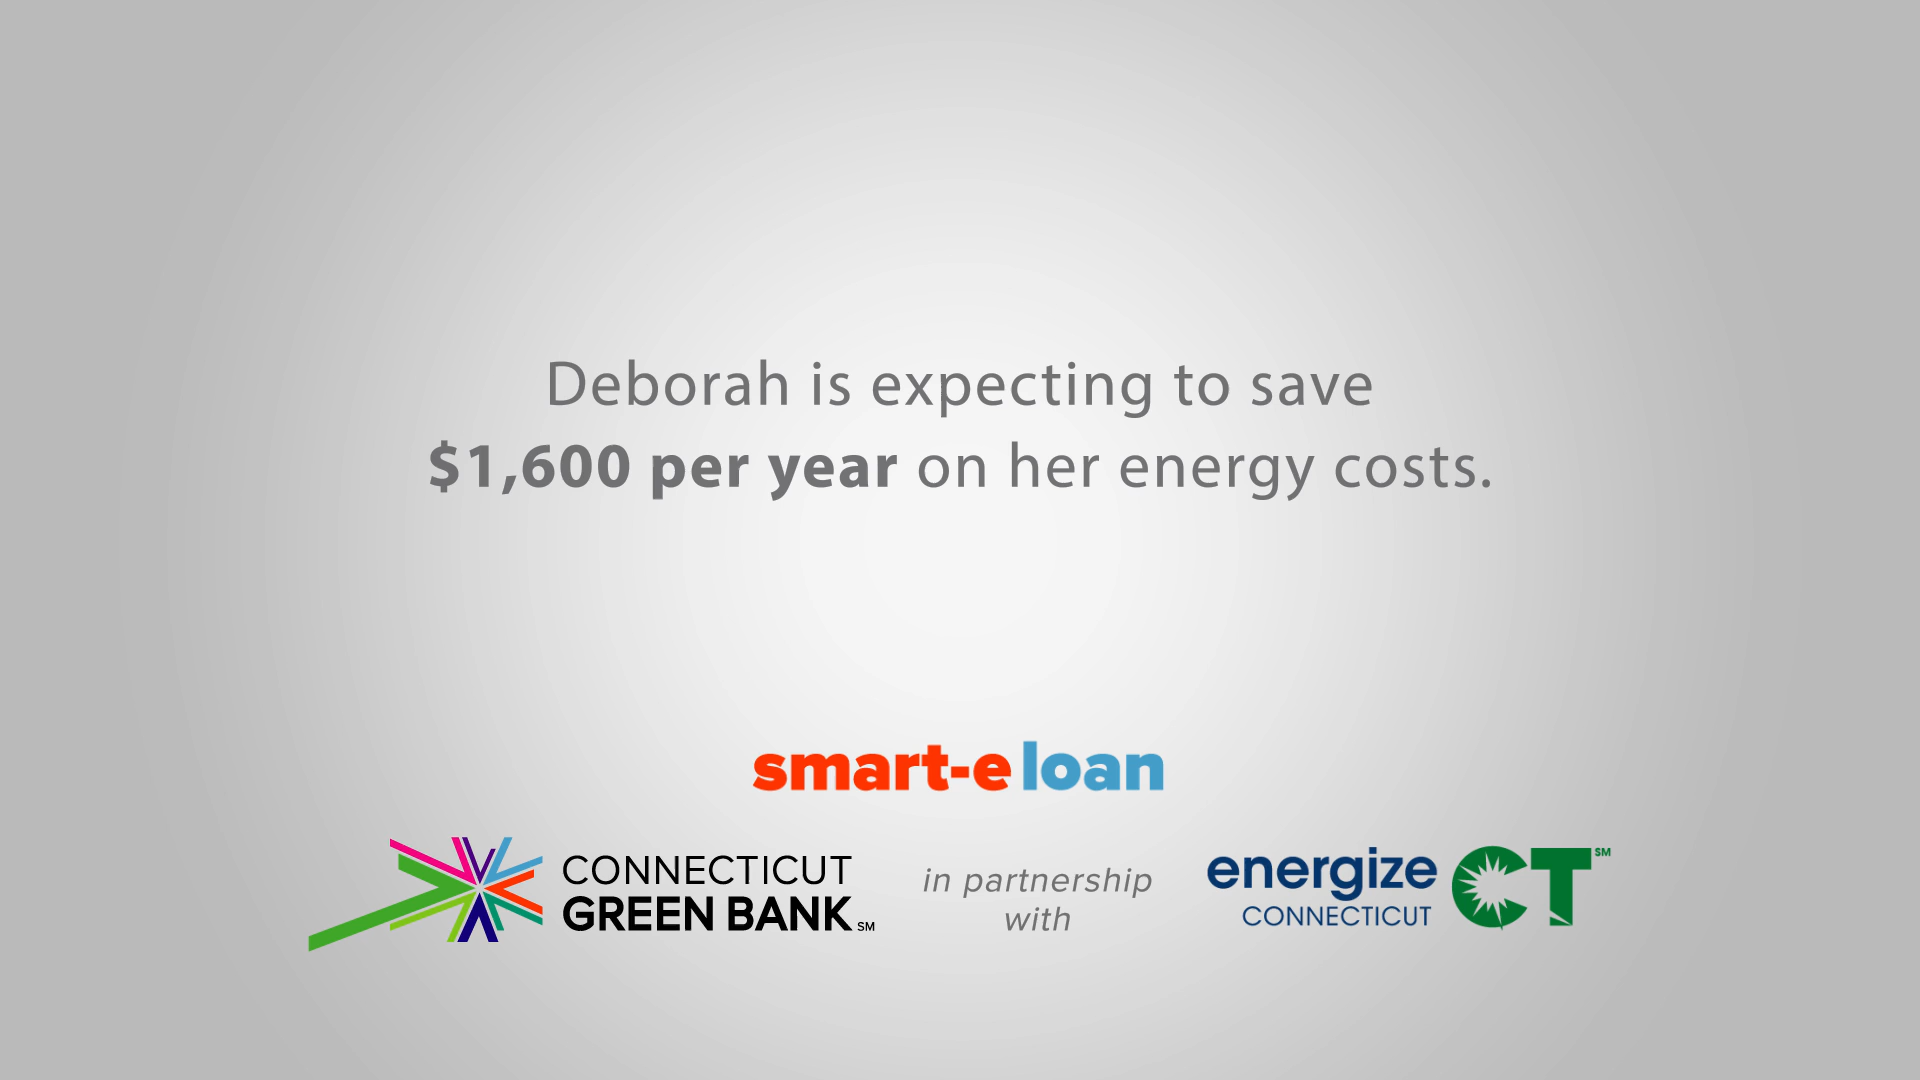 Deborah is expecting to save
$1,600 per year on her energy costs.
smart-e loan
CONNECTICUT
GREEN BANK SM
in partnership
with
energize
CONNECTICUT
CT SM